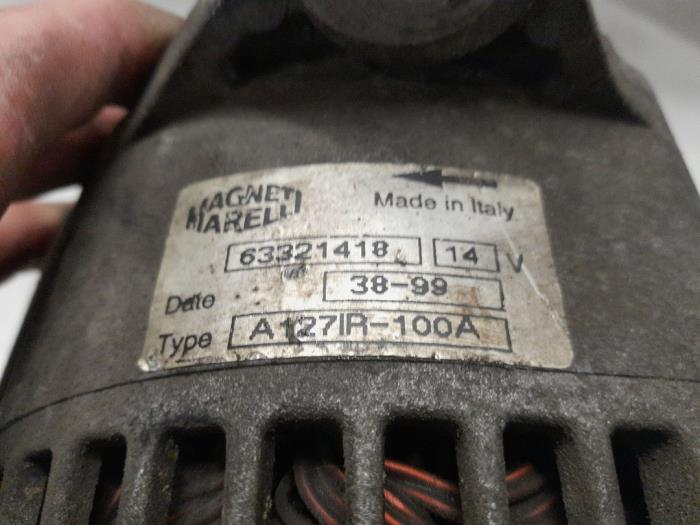 MAGNETI
MARELLI
Made in Italy
63321418 14 V
Date 38-99
Type A127IR-100A